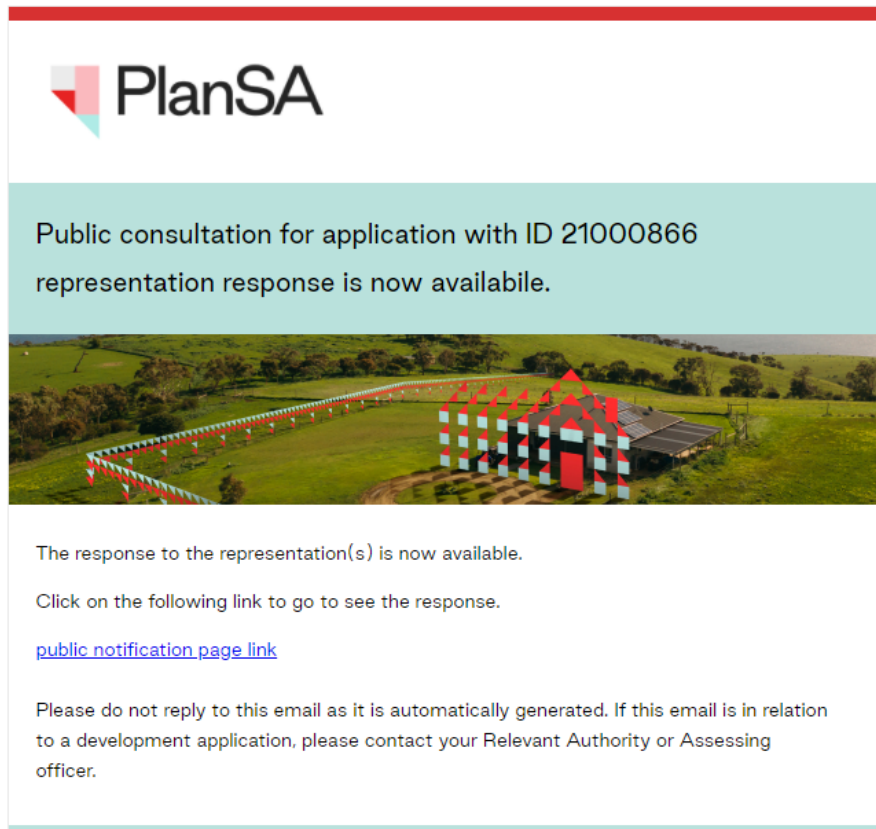 PlanSA
Public consultation for application with ID 21000866
representation response is now availabile.
The response to the representation(s) is now available.
Click on the following link to go to see the response.
public notification page link
Please do not reply to this email as it is automatically generated. If this email is in relation
to a development application, please contact your Relevant Authority or Assessing
officer.